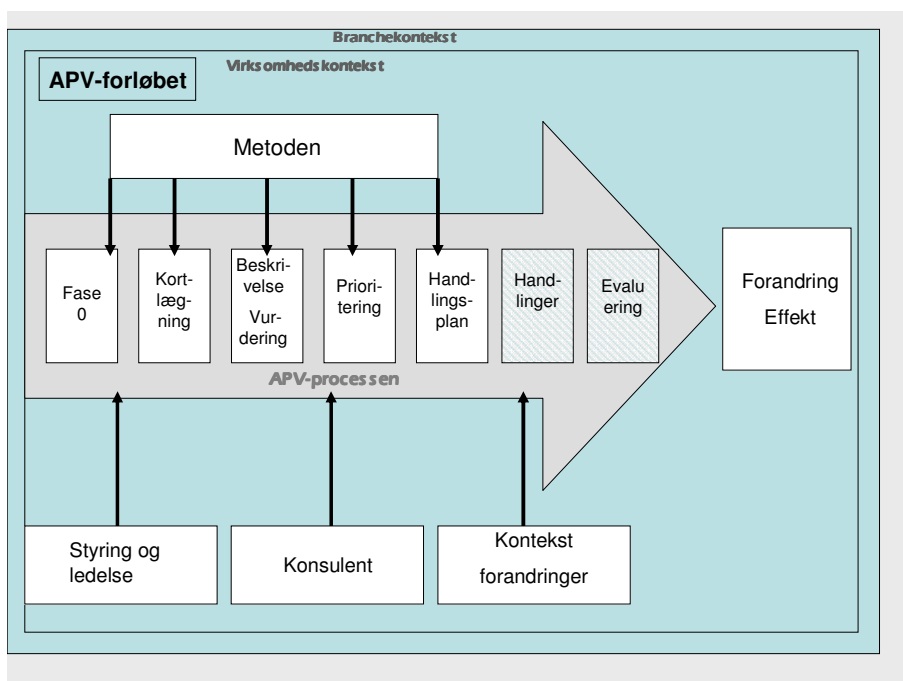 Branchekontekst
Virksomhedskontekst
APV-forløbet
Metoden
Fase
0
Kort-
læg-
ning
Beskri-
velse
Vur-
dering
Priori-
tering
Hand-
lings-
plan
Hand-
linger
Evalu
ering
Forandring
Effekt
APV-processen
Styring og
ledelse
Konsulent
Kontekst
forandringer